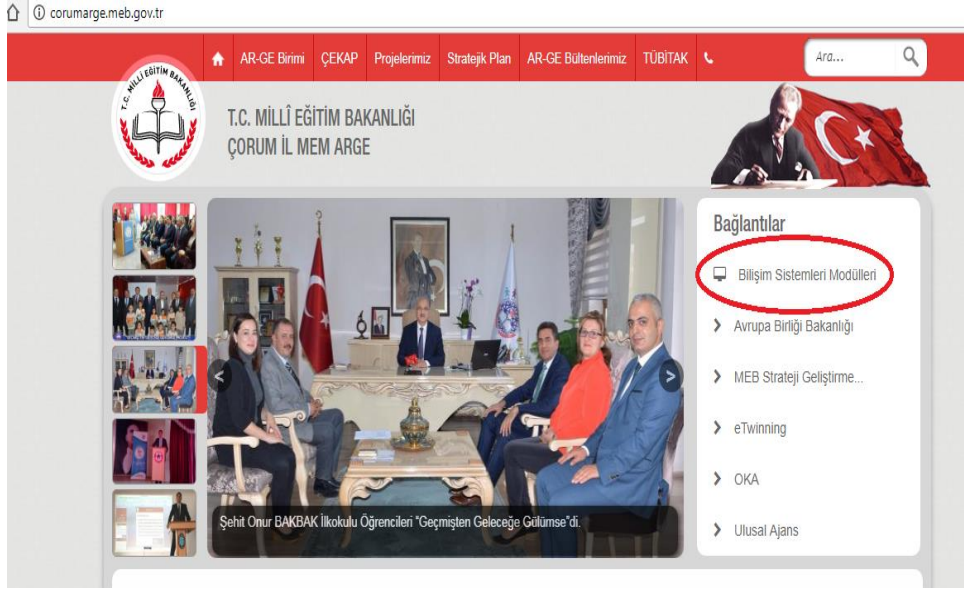 corumarge.meb.gov.tr
AR-GE Birimi ÇEKAP Projelerimiz Stratejik Plan AR-GE Bültenlerimiz TÜBİTAK Ara...
T.C. MİLLÎ EĞİTİM BAKANLIĞI
T.C. MİLLÎ EĞİTİM BAKANLIĞI
ÇORUM İL MEM ARGE
Şehit Onur BAKBAK İlkokulu Öğrencileri "Geçmişten Geleceğe Gülümse"di.
Bağlantılar
Bilişim Sistemleri Modülleri
Avrupa Birliği Bakanlığı
MEB Strateji Geliştirme...
eTwinning
OKA
Ulusal Ajans